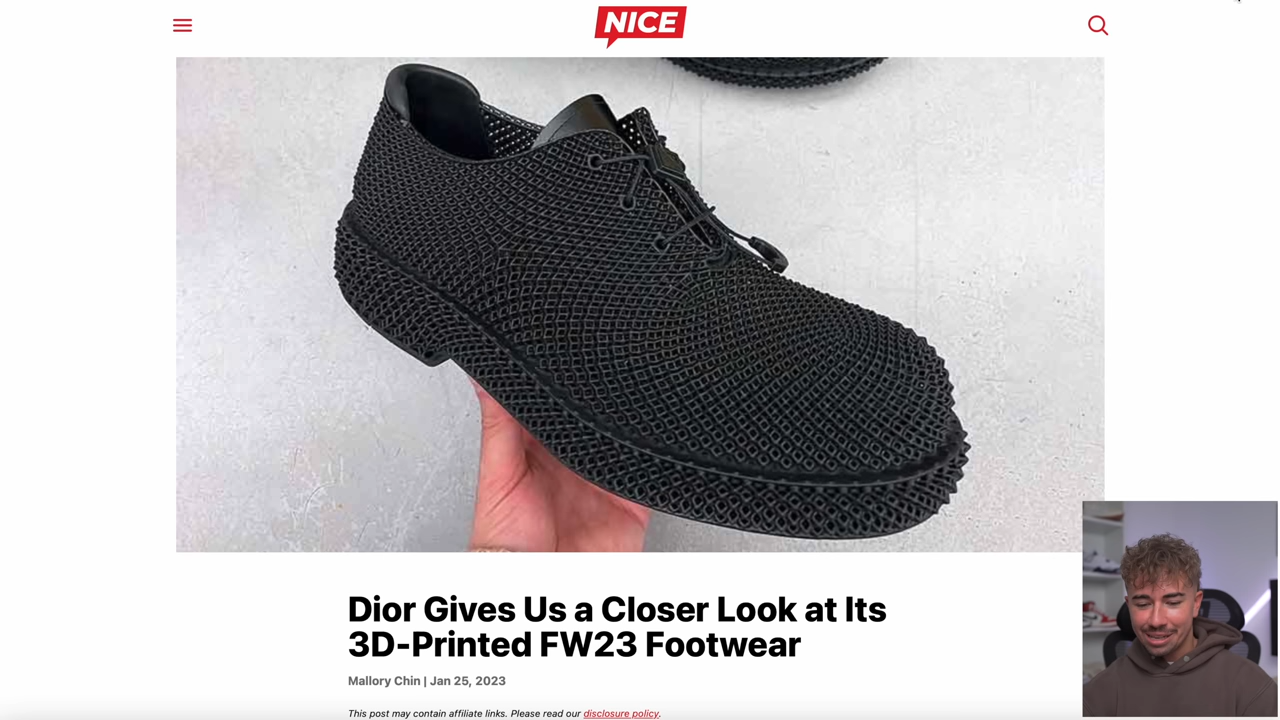 NICE
Dior Gives Us a Closer Look at Its
3D-Printed FW23 Footwear
Mallory Chin | Jan 25, 2023
This post may contain affiliate links. Please read our disclosure policy.